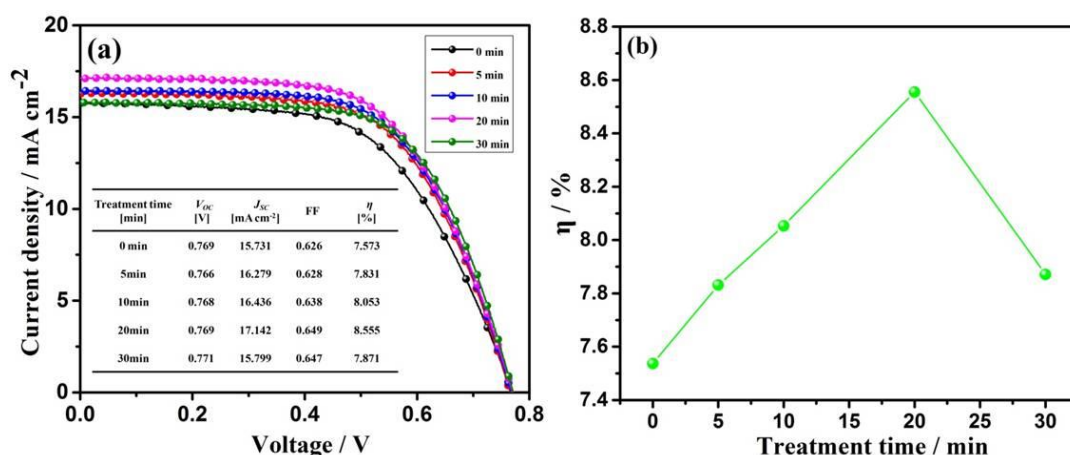 (a)
20
15
10
5
0
Current density / mA cm⁻²
0.0 0.2 0.4 0.6 0.8
Voltage / V
0 min
5 min
10 min
20 min
30 min
Treatment time [min] V_OC [V] J_SC [mA cm⁻²] FF η [%]
0 min 0.769 15.731 0.626 7.573
5min 0.766 16.279 0.628 7.831
10min 0.768 16.436 0.638 8.053
20min 0.769 17.142 0.649 8.555
30min 0.771 15.799 0.647 7.871
(b)
8.8
8.6
8.4
8.2
8.0
7.8
7.6
7.4
η / %
0 5 10 15 20 25 30
Treatment time / min